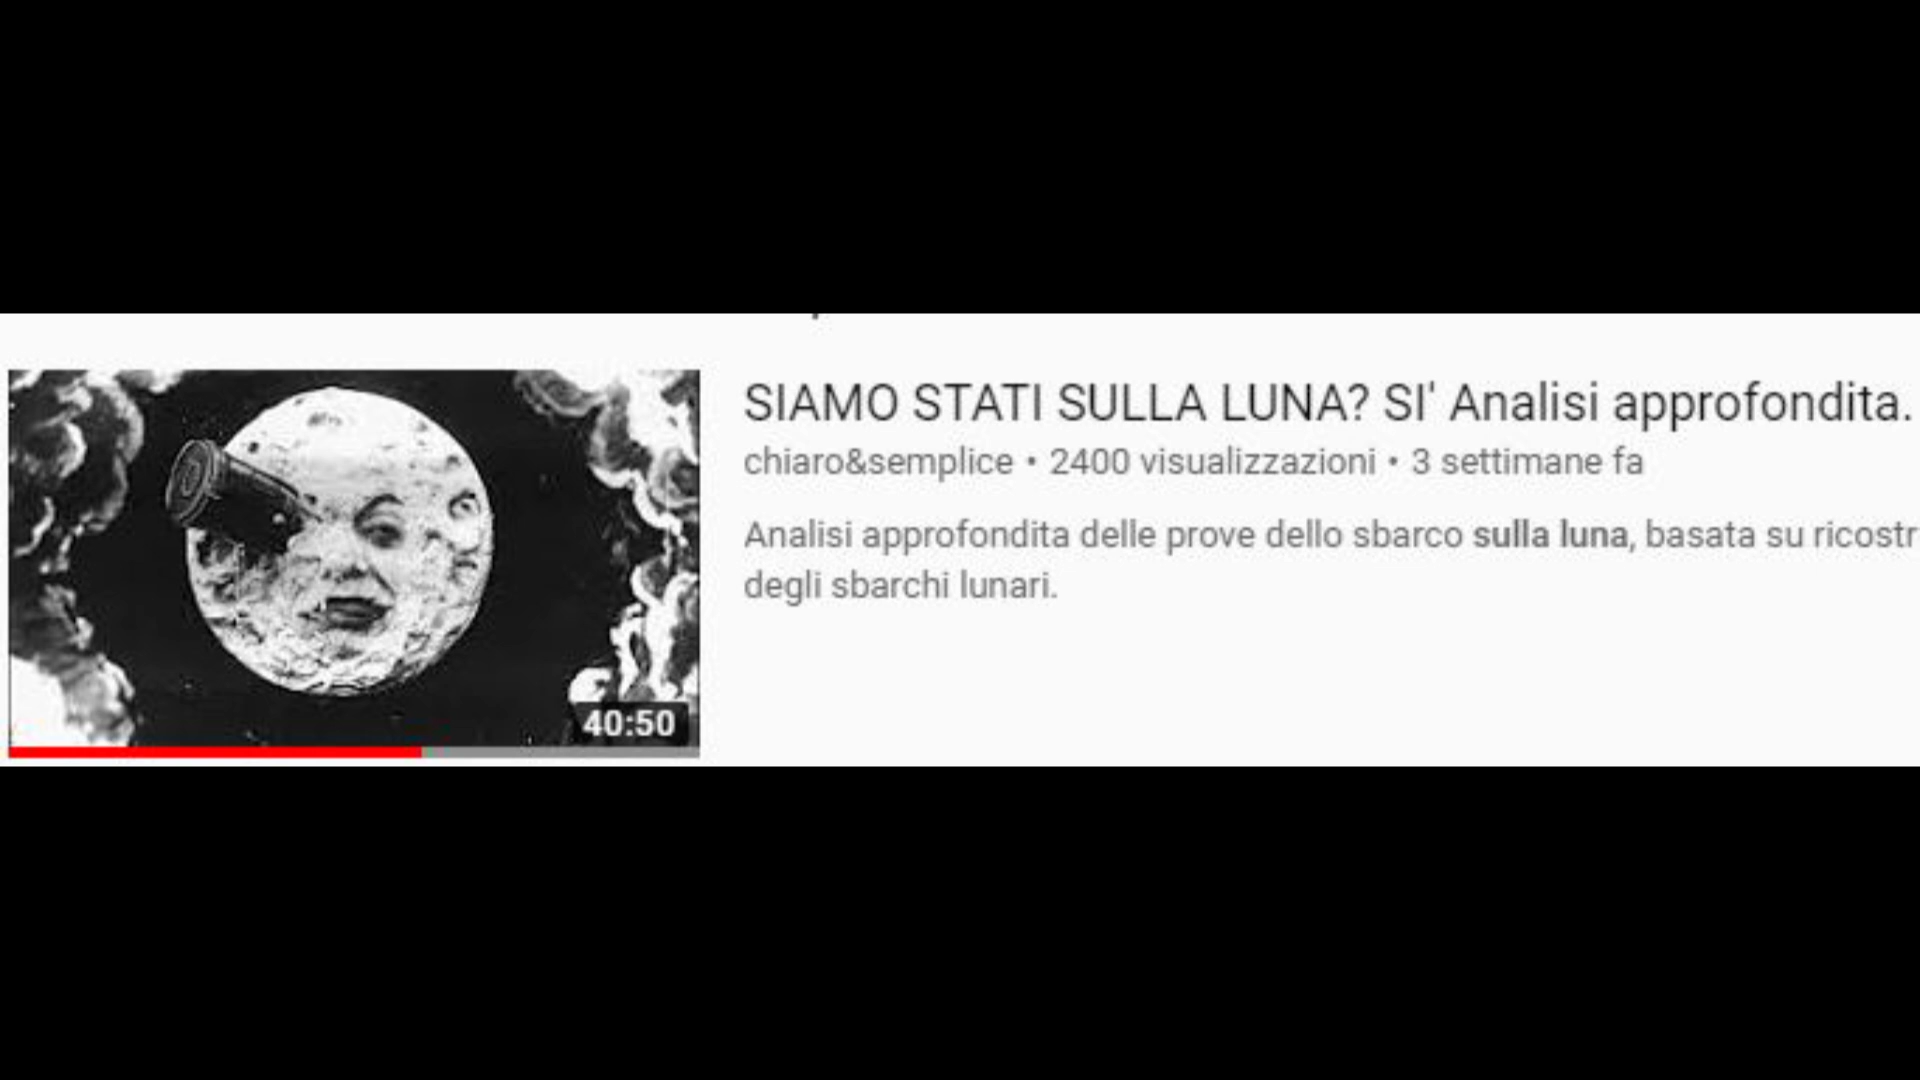 SIAMO STATI SULLA LUNA? SI' Analisi approfondita.
chiaro&semplice • 2400 visualizzazioni • 3 settimane fa
Analisi approfondita delle prove dello sbarco sulla luna, basata su ricostr
degli sbarchi lunari.
40:50